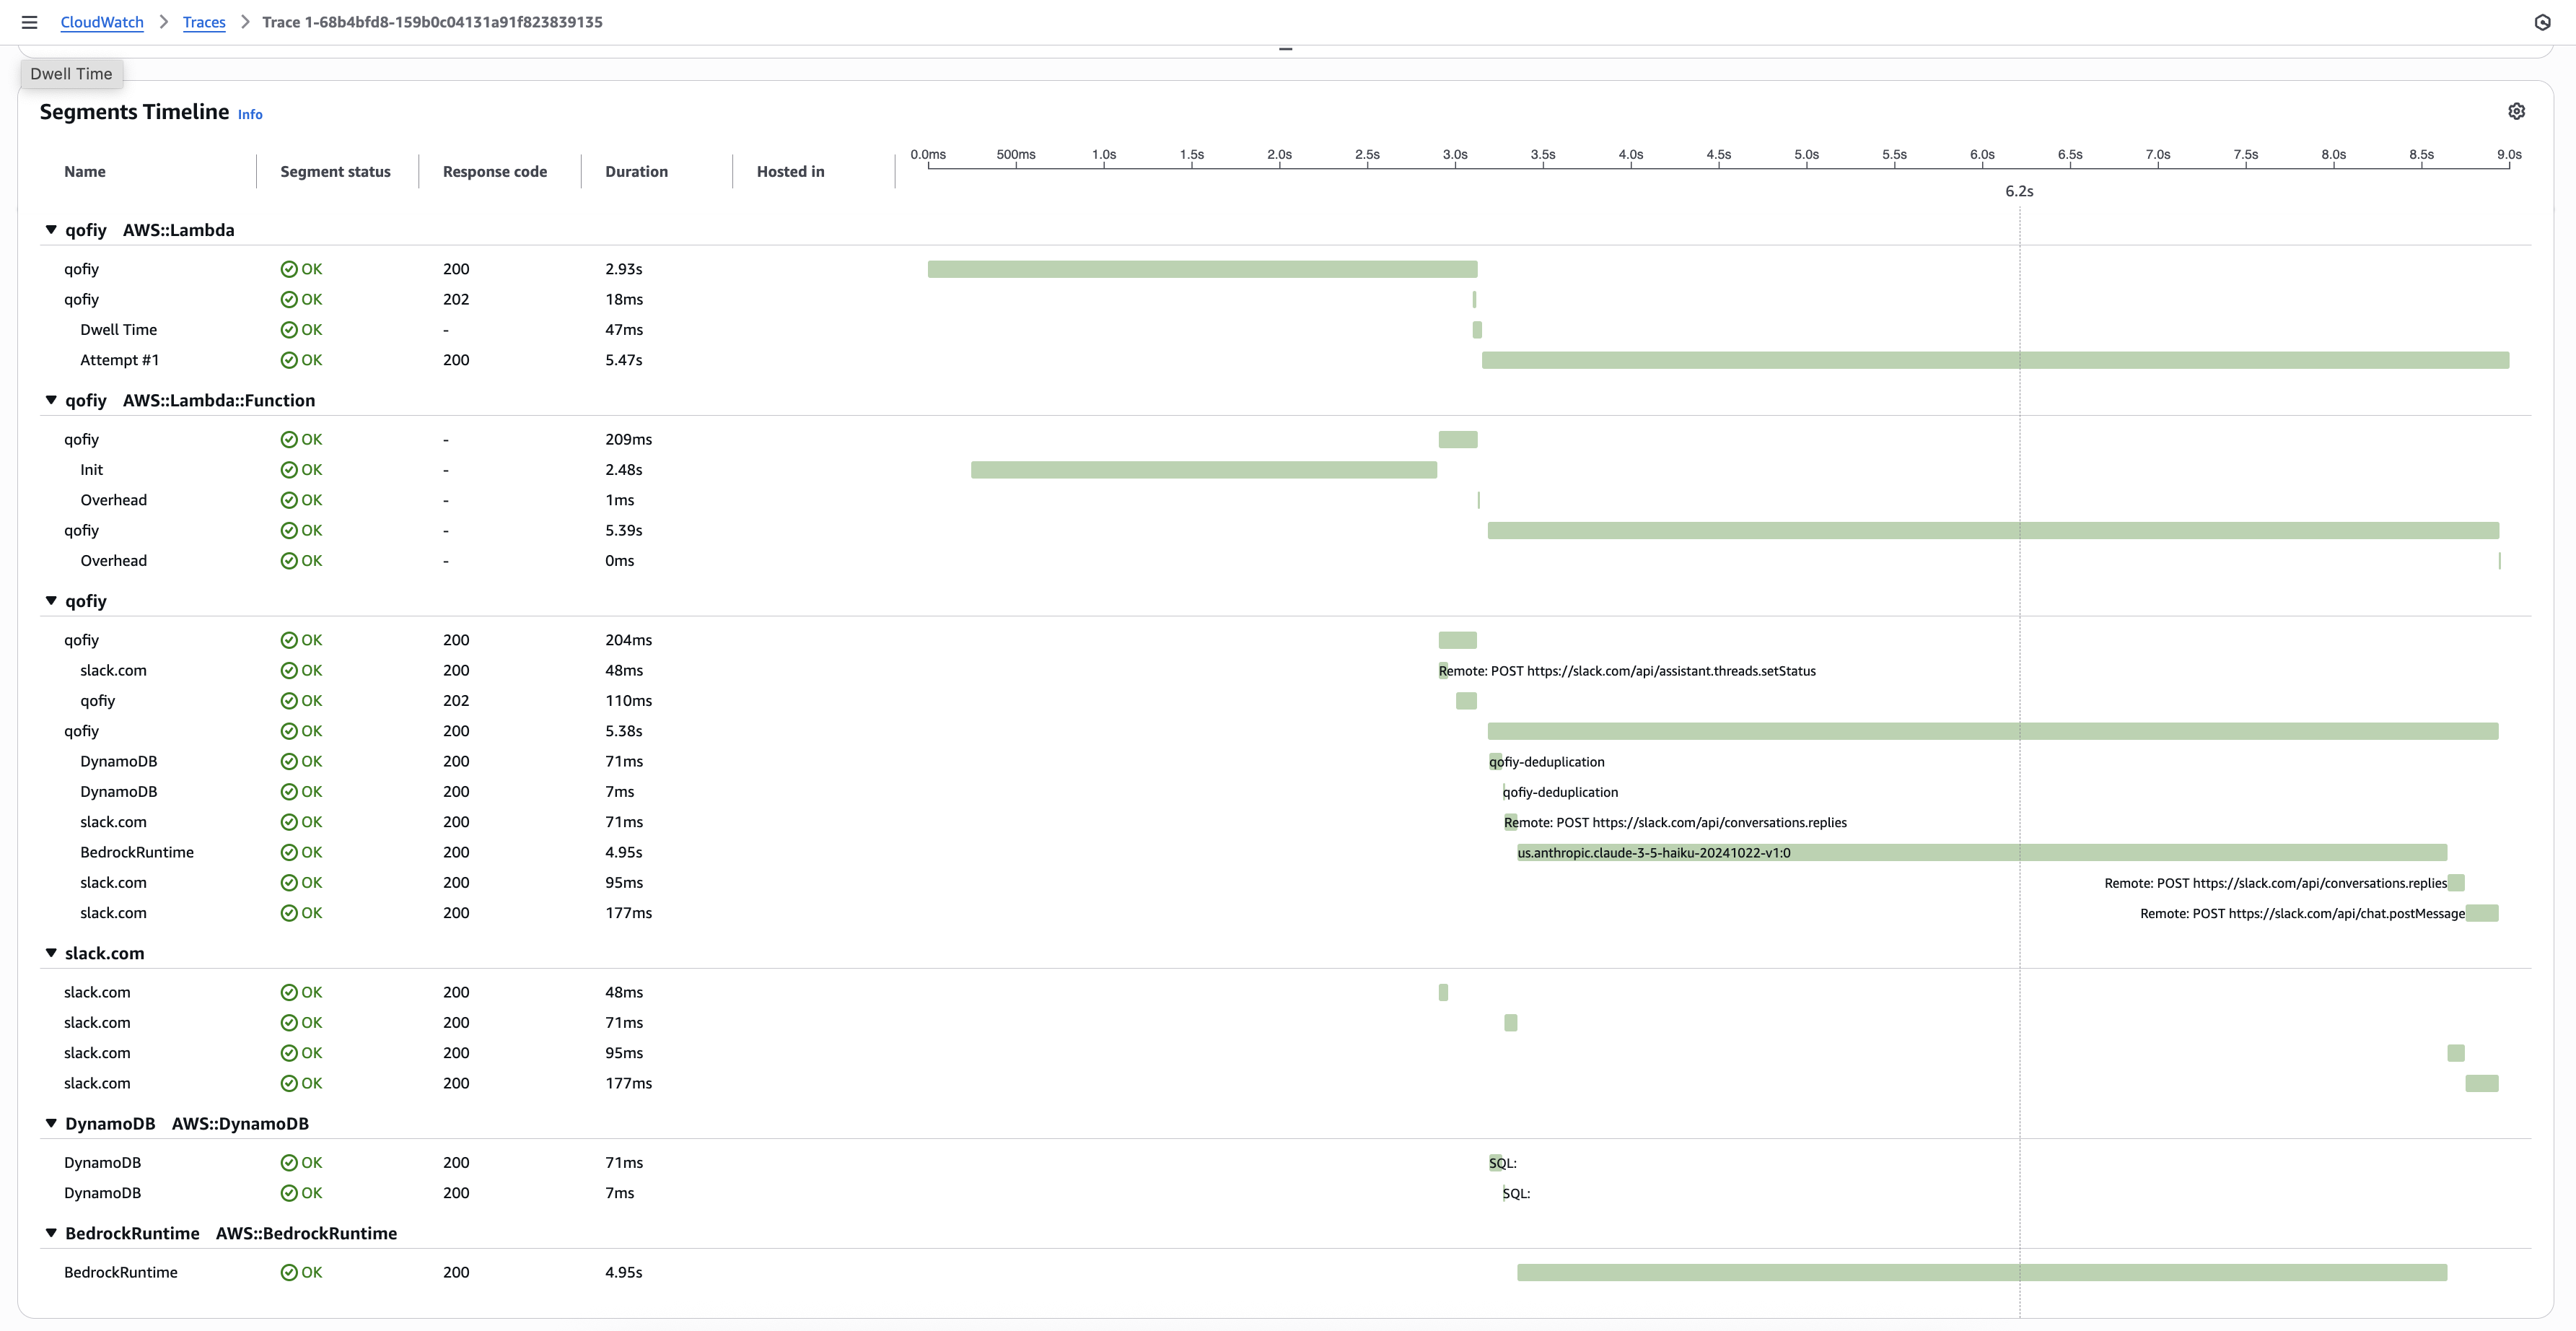 CloudWatch > Traces > Trace 1-68b4bfd8-159b0c04131a91f823839135
Dwell Time
Segments Timeline Info
0.0ms 500ms 1.0s 1.5s 2.0s 2.5s 3.0s 3.5s 4.0s 4.5s 5.0s 5.5s 6.0s 6.5s 7.0s 7.5s 8.0s 8.5s 9.0s
Name Segment status Response code Duration Hosted in
6.2s
qofiy AWS::Lambda
qofiy OK 200 2.93s
qofiy OK 202 18ms
Dwell Time OK - 47ms
Attempt #1 OK 200 5.47s
qofiy AWS::Lambda::Function
qofiy OK - 209ms
Init OK - 2.48s
Overhead OK - 1ms
qofiy OK - 5.39s
Overhead OK - 0ms
qofiy
qofiy OK 200 204ms
slack.com OK 200 48ms Remote: POST https://slack.com/api/assistant.threads.setStatus
qofiy OK 202 110ms
qofiy OK 200 5.38s
DynamoDB OK 200 71ms qofiy-deduplication
DynamoDB OK 200 7ms qofiy-deduplication
slack.com OK 200 71ms Remote: POST https://slack.com/api/conversations.replies
BedrockRuntime OK 200 4.95s us.anthropic.claude-3-5-haiku-20241022-v1:0
slack.com OK 200 95ms Remote: POST https://slack.com/api/conversations.replies
slack.com OK 200 177ms Remote: POST https://slack.com/api/chat.postMessage
slack.com
slack.com OK 200 48ms
slack.com OK 200 71ms
slack.com OK 200 95ms
slack.com OK 200 177ms
DynamoDB AWS::DynamoDB
DynamoDB OK 200 71ms SQL:
DynamoDB OK 200 7ms SQL:
BedrockRuntime AWS::BedrockRuntime
BedrockRuntime OK 200 4.95s